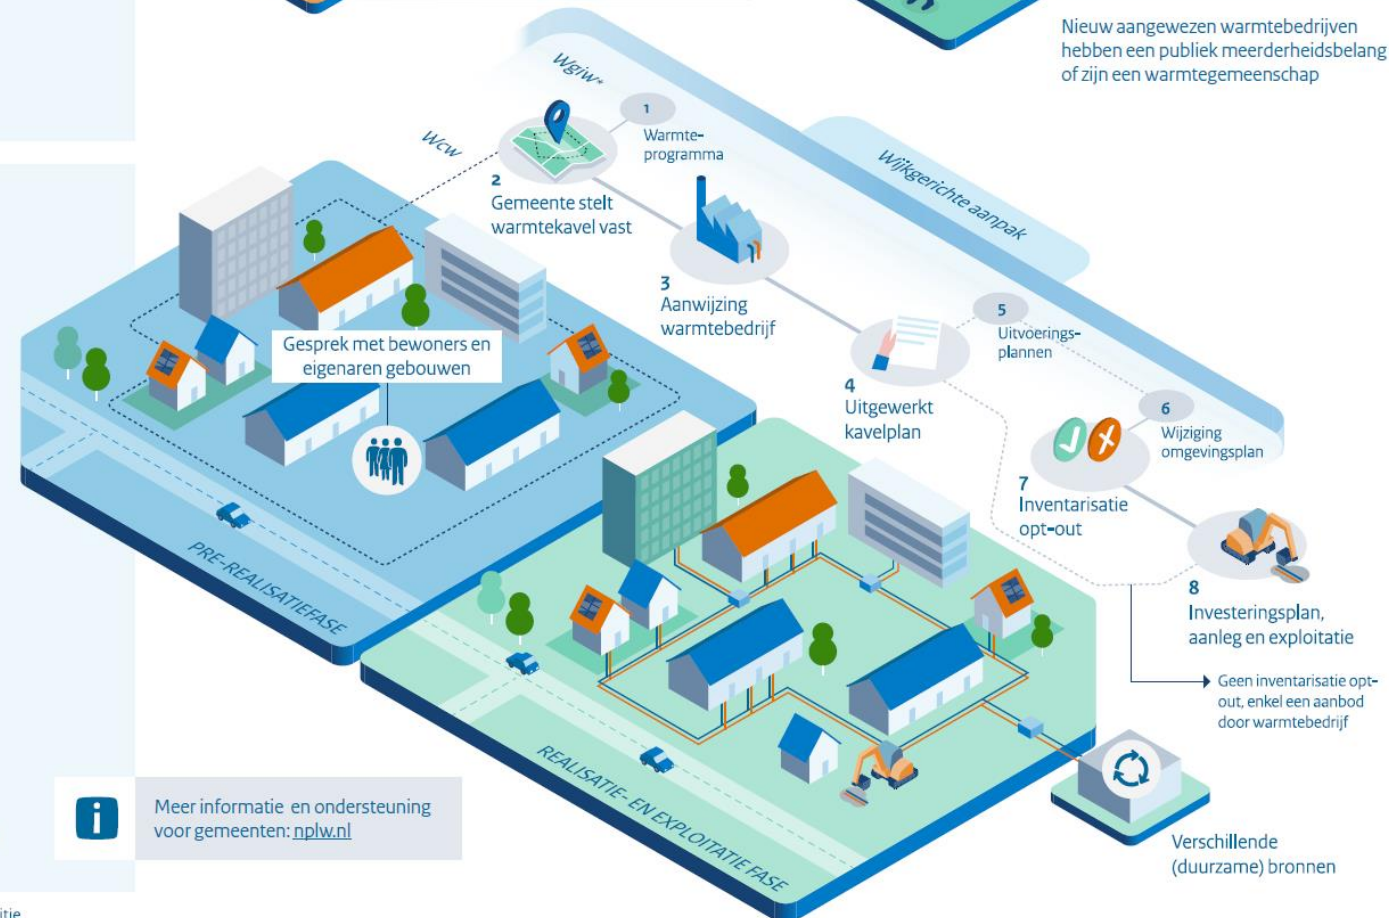 Nieuw aangewezen warmtebedrijven
hebben een publiek meerderheidsbelang
of zijn een warmtegemeenschap
Wgiw*
Wcw
Wijkgerichte aanpak
1
Warmte-
programma
2
Gemeente stelt
warmtekavel vast
3
Aanwijzing
warmtebedrijf
4
Uitgewerkt
kavelplan
5
Uitvoerings-
plannen
6
Wijziging
omgevingsplan
7
Inventarisatie
opt-out
8
Investeringsplan,
aanleg en exploitatie
Geen inventarisatie opt-
out, enkel een aanbod
door warmtebedrijf
Gesprek met bewoners en
eigenaren gebouwen
PRE-REALISATIEFASE
REALISATIE- EN EXPLOITATIE FASE
Verschillende
(duurzame) bronnen
i
Meer informatie en ondersteuning
voor gemeenten: nplw.nl